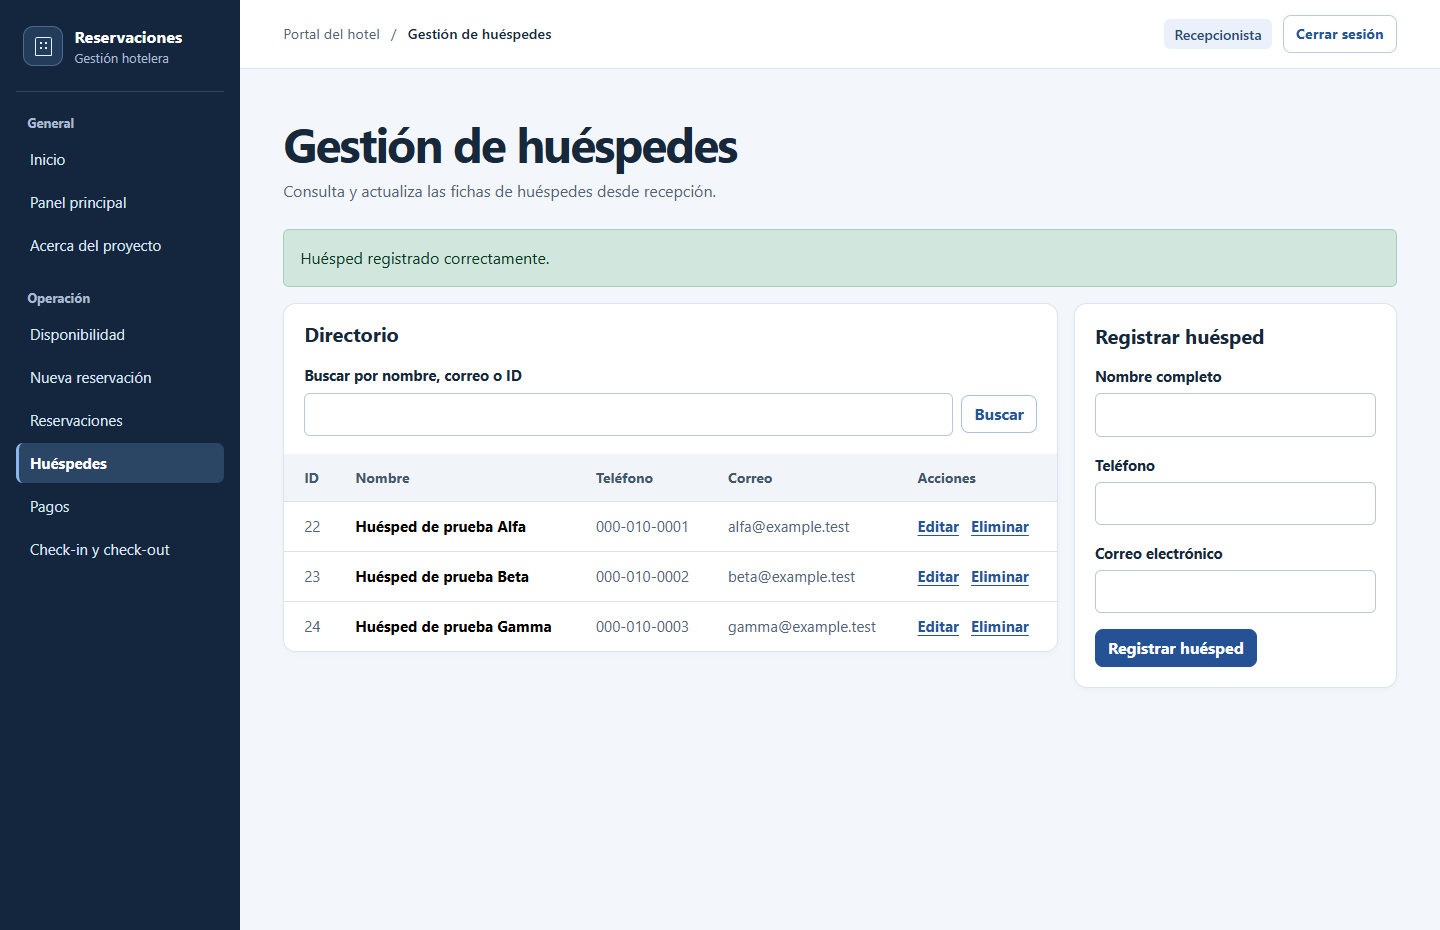 Reservaciones
Gestión hotelera
General
Inicio
Panel principal
Acerca del proyecto
Operación
Disponibilidad
Nueva reservación
Reservaciones
Huéspedes
Pagos
Check-in y check-out
Portal del hotel / Gestión de huéspedes
Recepcionista
Cerrar sesión
Gestión de huéspedes
Consulta y actualiza las fichas de huéspedes desde recepción.
Huésped registrado correctamente.
Directorio
Buscar por nombre, correo o ID
Buscar
ID Nombre Teléfono Correo Acciones
22 Huésped de prueba Alfa 000-010-0001 alfa@example.test Editar Eliminar
23 Huésped de prueba Beta 000-010-0002 beta@example.test Editar Eliminar
24 Huésped de prueba Gamma 000-010-0003 gamma@example.test Editar Eliminar
Registrar huésped
Nombre completo
Teléfono
Correo electrónico
Registrar huésped